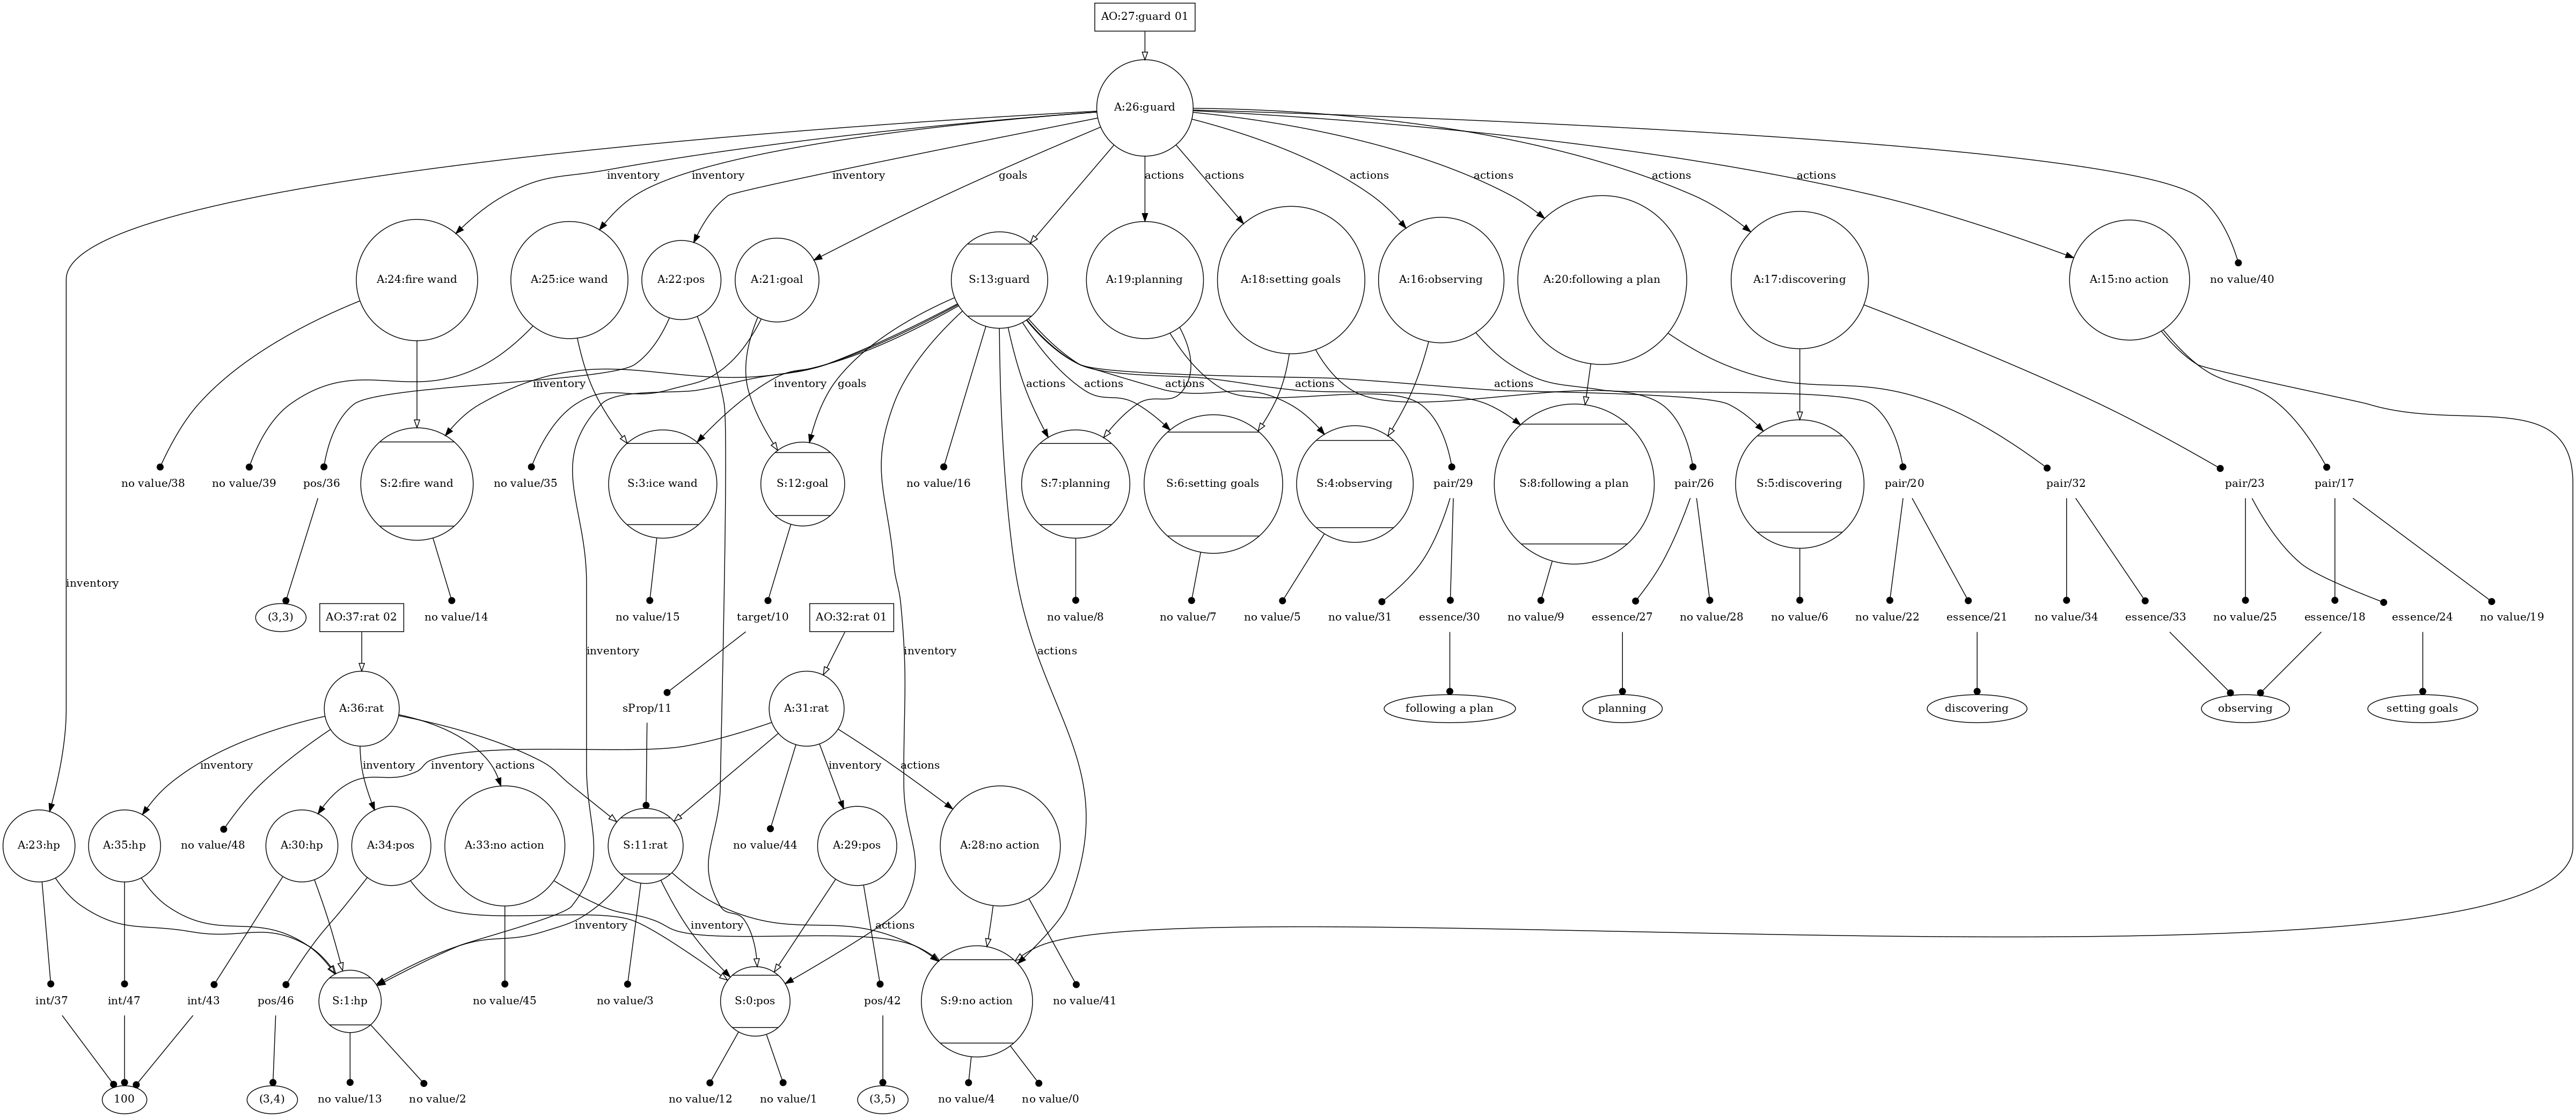 AO:27:guard 01
A:26:guard
inventory
inventory
inventory
goals
actions
actions
actions
actions
actions
actions
A:24:fire wand
A:25:ice wand
A:22:pos
A:21:goal
S:13:guard
A:19:planning
A:18:setting goals
A:16:observing
A:20:following a plan
A:17:discovering
A:15:no action
no value/40
inventory
inventory
goals
actions
actions
actions
actions
actions
no value/38
no value/39
pos/36
S:2:fire wand
no value/35
S:3:ice wand
S:12:goal
no value/16
S:7:planning
S:6:setting goals
S:4:observing
pair/29
S:8:following a plan
pair/26
S:5:discovering
pair/20
pair/32
pair/23
pair/17
inventory
(3,3)
AO:37:rat 02
no value/14
no value/15
target/10
AO:32:rat 01
no value/8
no value/7
no value/5
no value/31
essence/30
no value/9
essence/27
no value/28
no value/6
no value/22
essence/21
no value/34
essence/33
no value/25
essence/18
essence/24
no value/19
inventory
inventory
actions
A:36:rat
sProp/11
A:31:rat
following a plan
planning
discovering
observing
setting goals
inventory
inventory
inventory
actions
inventory
actions
A:23:hp
A:35:hp
no value/48
A:30:hp
A:34:pos
A:33:no action
S:11:rat
no value/44
A:29:pos
A:28:no action
inventory
inventory
actions
int/37
int/47
int/43
pos/46
S:1:hp
no value/45
no value/3
S:0:pos
pos/42
S:9:no action
no value/41
100
(3,4)
no value/13
no value/2
no value/12
no value/1
(3,5)
no value/4
no value/0